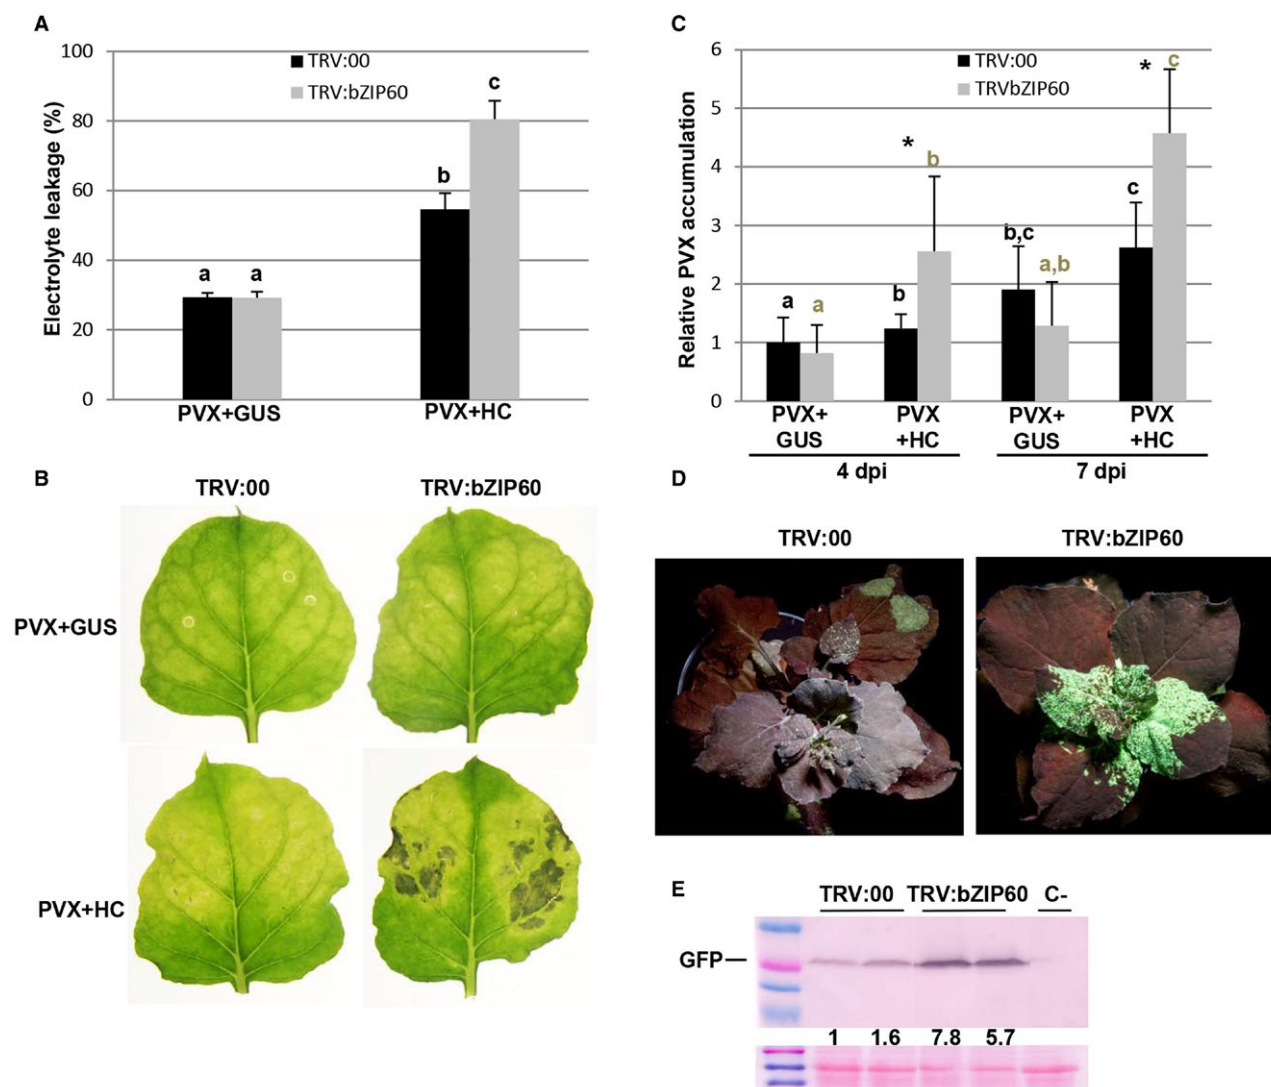 A
Electrolyte leakage (%)
100
80
60
40
20
0
TRV:00
TRV:bZIP60
a
a
b
c
PVX+GUS
PVX+HC
B
TRV:00
TRV:bZIP60
PVX+GUS
PVX+HC
C
Relative PVX accumulation
6
5
4
3
2
1
0
TRV:00
TRVbZIP60
a
a
b
*
b
b,c
a,b
c
*
c
PVX+
GUS
PVX
+HC
PVX+
GUS
PVX
+HC
4 dpi
7 dpi
D
TRV:00
TRV:bZIP60
E
TRV:00 TRV:bZIP60 C-
GFP
1 1.6 7.8 5.7